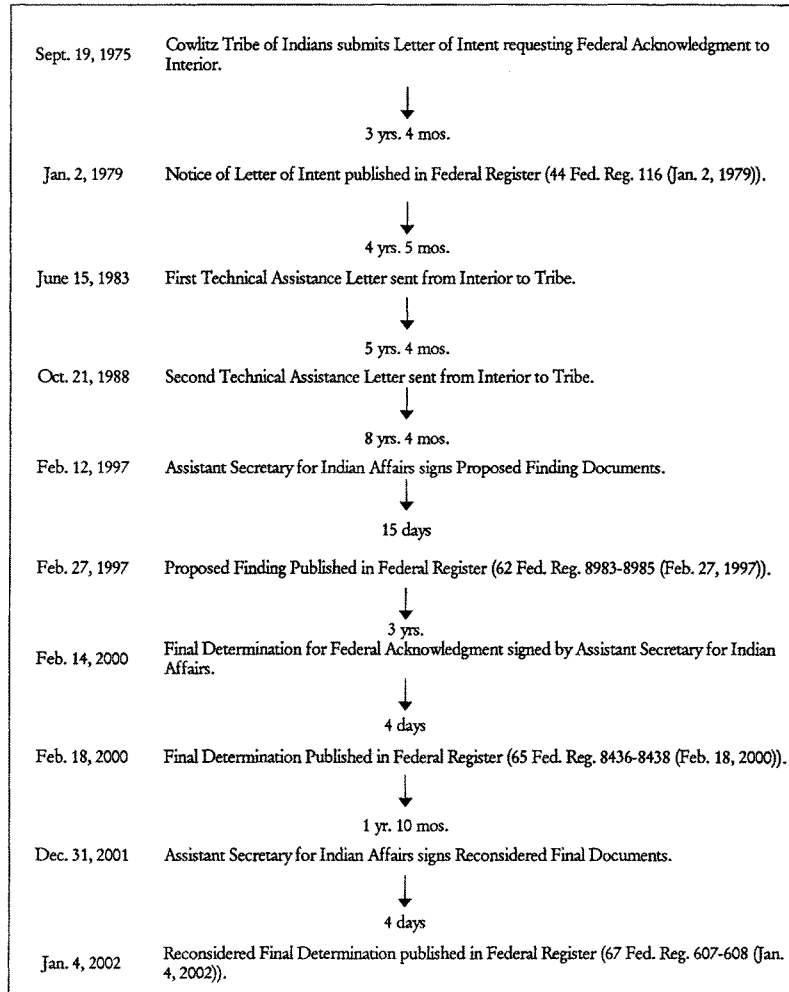 Sept. 19, 1975 Cowlitz Tribe of Indians submits Letter of Intent requesting Federal Acknowledgment to
Interior.
3 yrs. 4 mos.
Jan. 2, 1979 Notice of Letter of Intent published in Federal Register (44 Fed. Reg. 116 (Jan. 2, 1979)).
4 yrs. 5 mos.
June 15, 1983 First Technical Assistance Letter sent from Interior to Tribe.
5 yrs. 4 mos.
Oct. 21, 1988 Second Technical Assistance Letter sent from Interior to Tribe.
8 yrs. 4 mos.
Feb. 12, 1997 Assistant Secretary for Indian Affairs signs Proposed Finding Documents.
15 days
Feb. 27, 1997 Proposed Finding Published in Federal Register (62 Fed. Reg. 8983-8985 (Feb. 27, 1997)).
3 yrs.
Feb. 14, 2000 Final Determination for Federal Acknowledgment signed by Assistant Secretary for Indian
Affairs.
4 days
Feb. 18, 2000 Final Determination Published in Federal Register (65 Fed. Reg. 8436-8438 (Feb. 18, 2000)).
1 yr. 10 mos.
Dec. 31, 2001 Assistant Secretary for Indian Affairs signs Reconsidered Final Documents.
4 days
Jan. 4, 2002 Reconsidered Final Determination published in Federal Register (67 Fed. Reg. 607-608 (Jan.
4, 2002)).